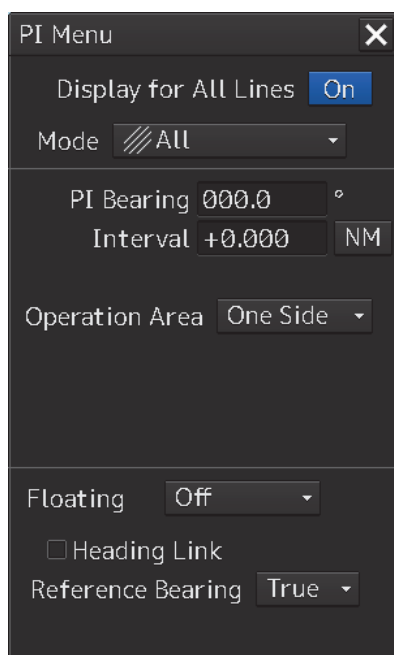 PI Menu
Display for All Lines On
Mode All
PI Bearing 000.0 °
Interval +0.000 NM
Operation Area One Side
Floating Off
Heading Link
Reference Bearing True